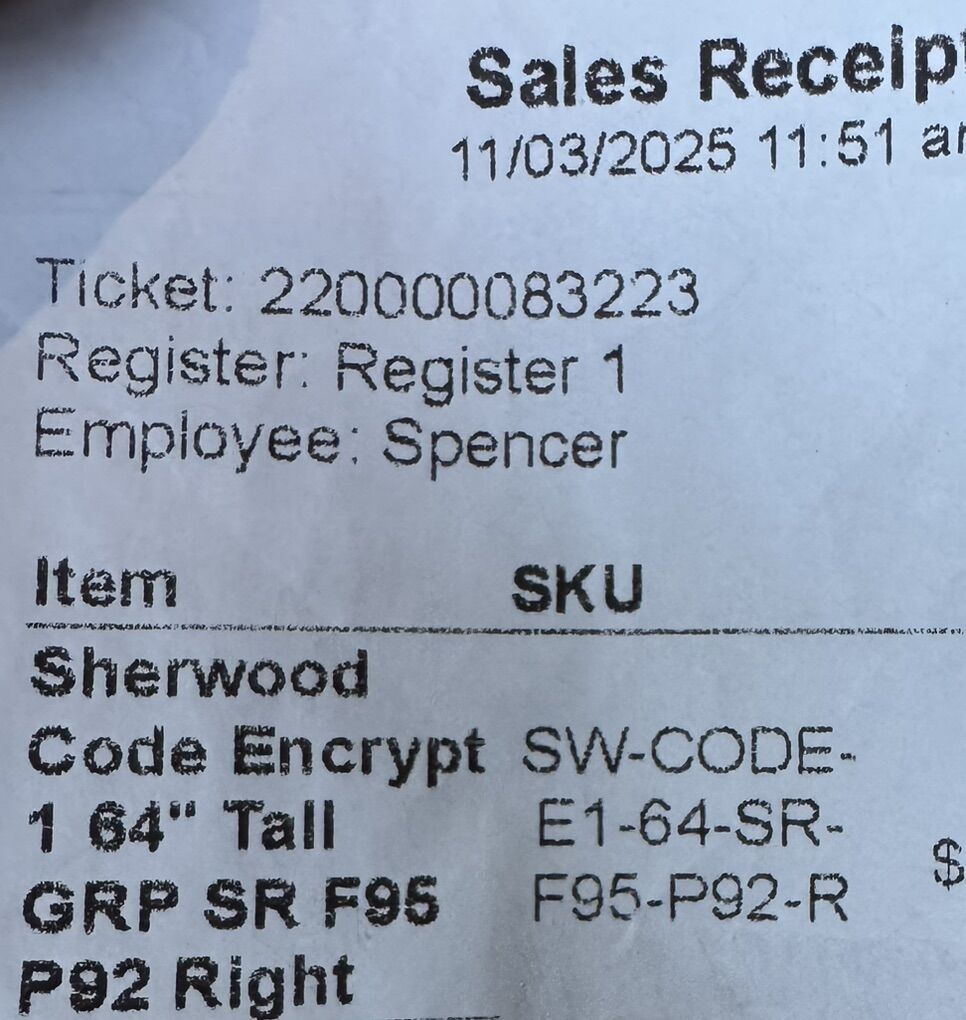 Sales Receipt
11/03/2025 11:51 am
Ticket: 220000083223
Register: Register 1
Employee: Spencer
Item SKU
Sherwood
Code Encrypt SW-CODE-
1 64" Tall E1-64-SR-
$
GRP SR F95 F95-P92-R
P92 Right